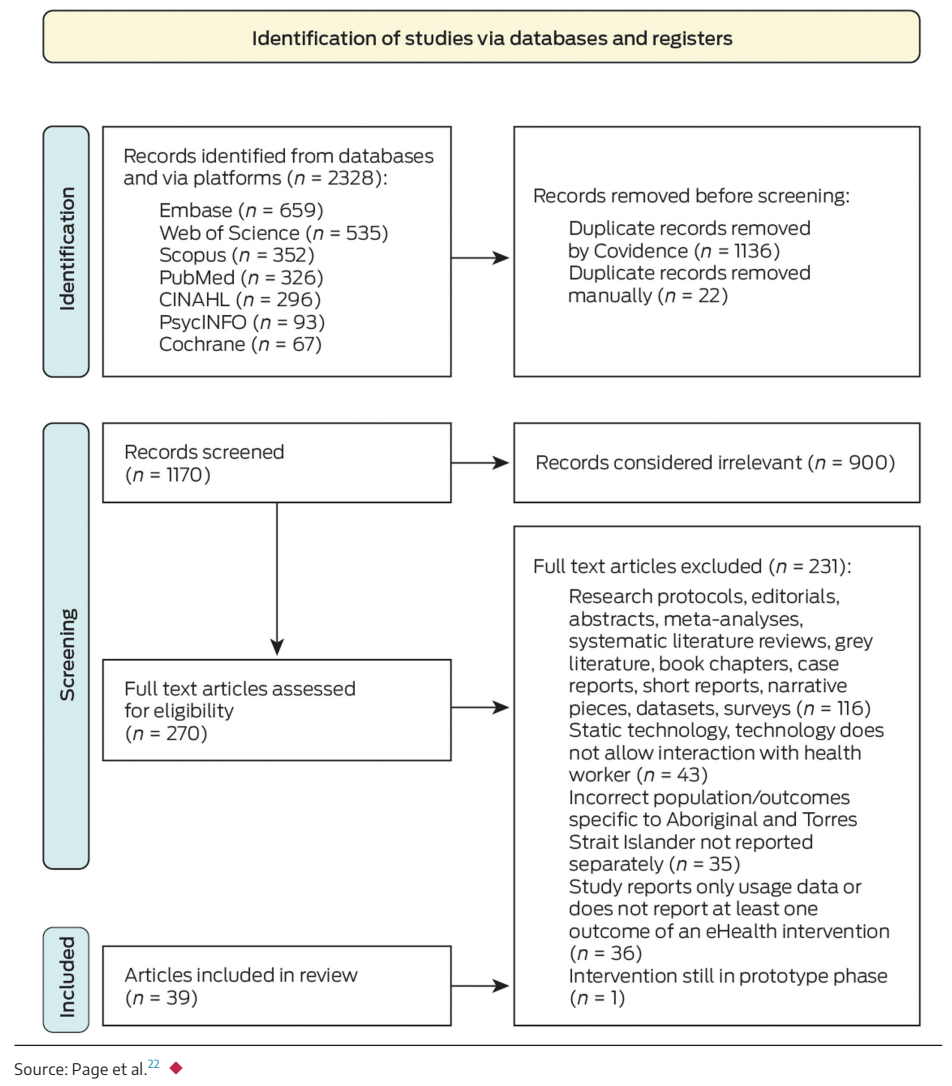 Identification of studies via databases and registers
Identification
Records identified from databases
and via platforms (n = 2328):
Embase (n = 659)
Web of Science (n = 535)
Scopus (n = 352)
PubMed (n = 326)
CINAHL (n = 296)
PsycINFO (n = 93)
Cochrane (n = 67)
Records removed before screening:
Duplicate records removed
by Covidence (n = 1136)
Duplicate records removed
manually (n = 22)
Screening
Records screened
(n = 1170)
Records considered irrelevant (n = 900)
Full text articles assessed
for eligibility
(n = 270)
Full text articles excluded (n = 231):
Research protocols, editorials,
abstracts, meta-analyses,
systematic literature reviews, grey
literature, book chapters, case
reports, short reports, narrative
pieces, datasets, surveys (n = 116)
Static technology, technology does
not allow interaction with health
worker (n = 43)
Incorrect population/outcomes
specific to Aboriginal and Torres
Strait Islander not reported
separately (n = 35)
Study reports only usage data or
does not report at least one
outcome of an eHealth intervention
(n = 36)
Intervention still in prototype phase
(n = 1)
Included
Articles included in review
(n = 39)
Source: Page et al.22 ◆